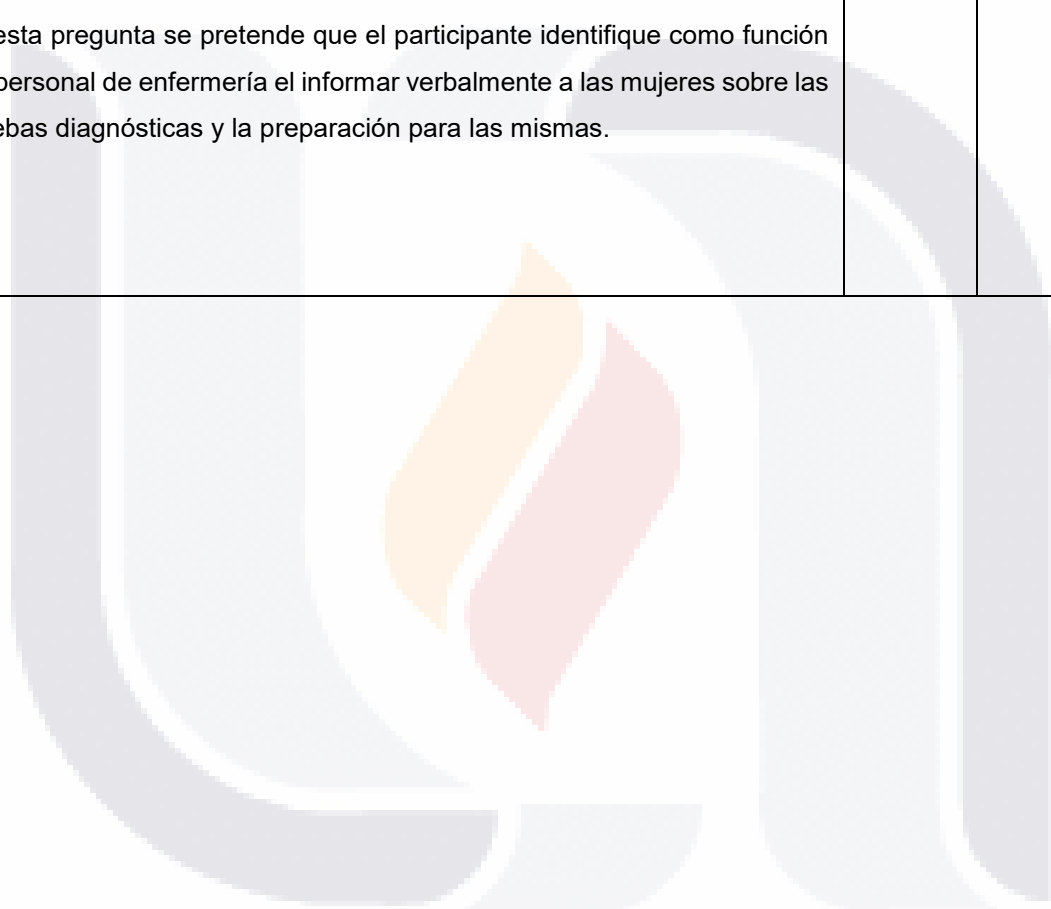 esta pregunta se pretende que el participante identifique como función
personal de enfermería el informar verbalmente a las mujeres sobre las
ebas diagnósticas y la preparación para las mismas.